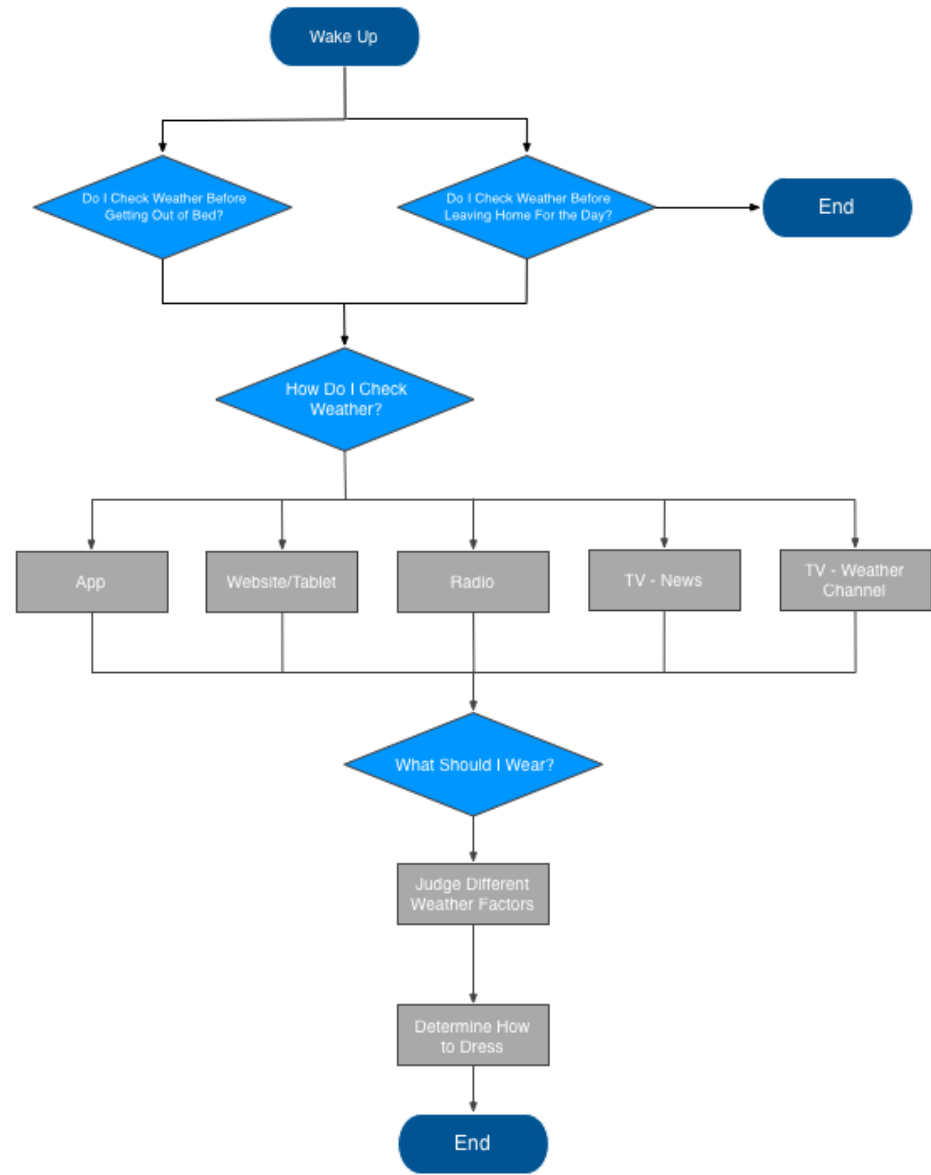 Wake Up
Do I Check Weather Before
Getting Out of Bed?
Do I Check Weather Before
Leaving Home For the Day?
End
How Do I Check
Weather?
App
Website/Tablet
Radio
TV - News
TV - Weather
Channel
What Should I Wear?
Judge Different
Weather Factors
Determine How
to Dress
End